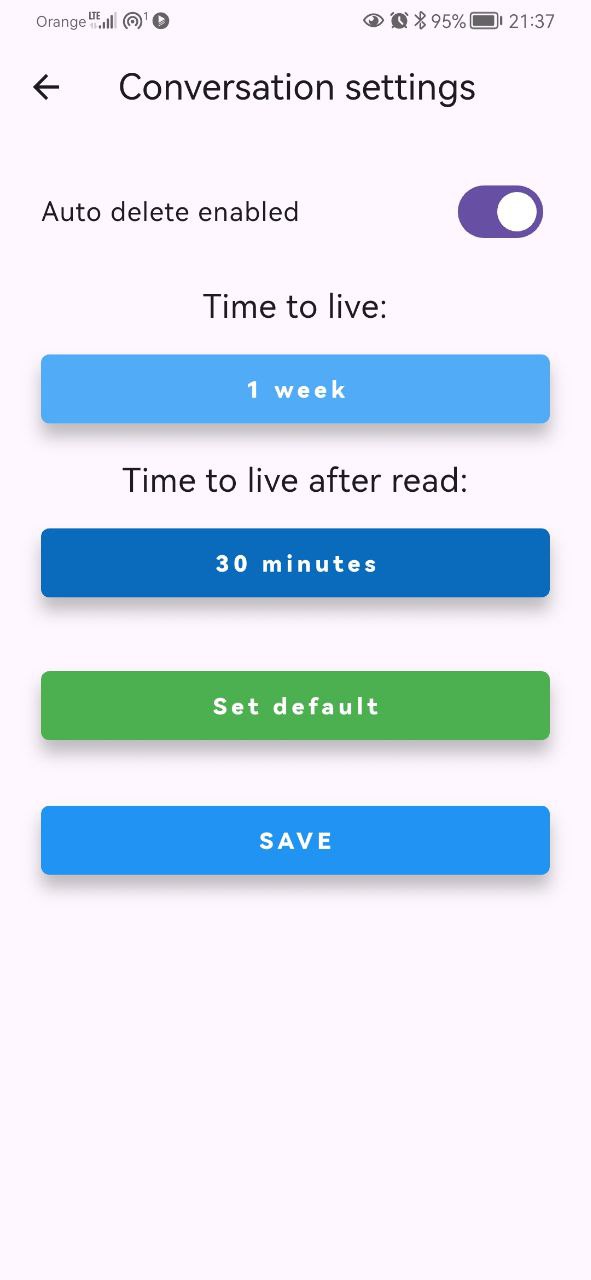 Orange LTE 1 95% 21:37
Conversation settings
Auto delete enabled
Time to live:
1 week
Time to live after read:
30 minutes
Set default
SAVE